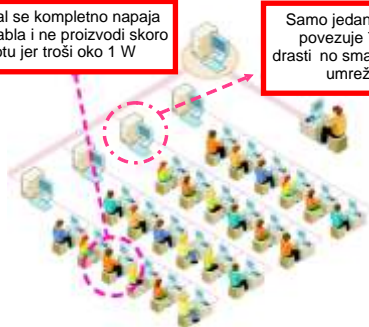 al se kompletno napaja
abla i ne proizvodi skoro
otu jer troši oko 1 W
Samo jedan
povezuje
drasti no sma
umrež